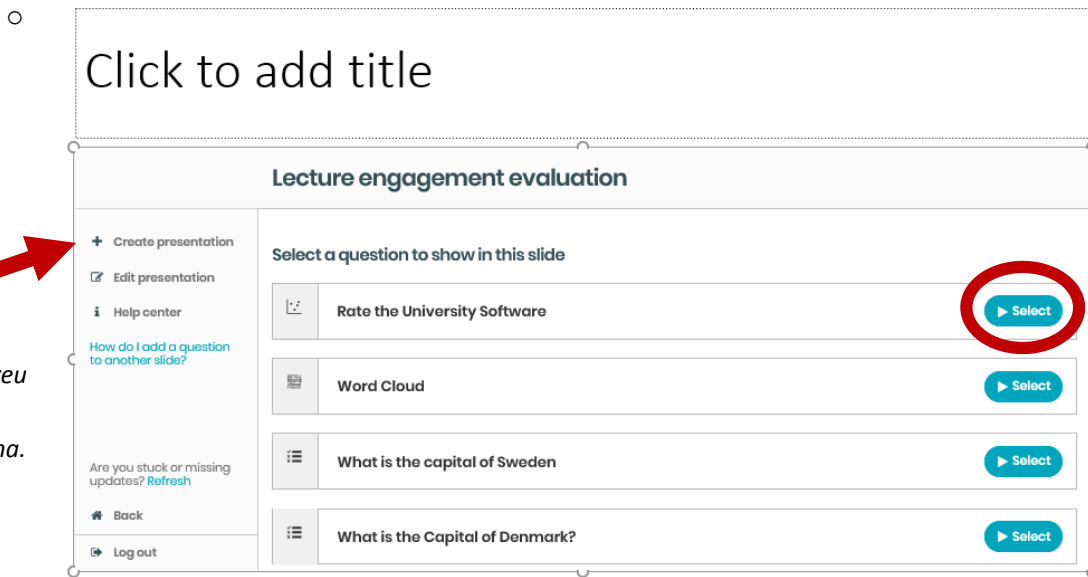 Click to add title
Lecture engagement evaluation
Create presentation
Edit presentation
Help center
How do I add a question
to another slide?
Are you stuck or missing
updates? Refresh
Back
Log out
Select a question to show in this slide
Rate the University Software
Select
Word Cloud
Select
What is the capital of Sweden
Select
What is the Capital of Denmark?
Select